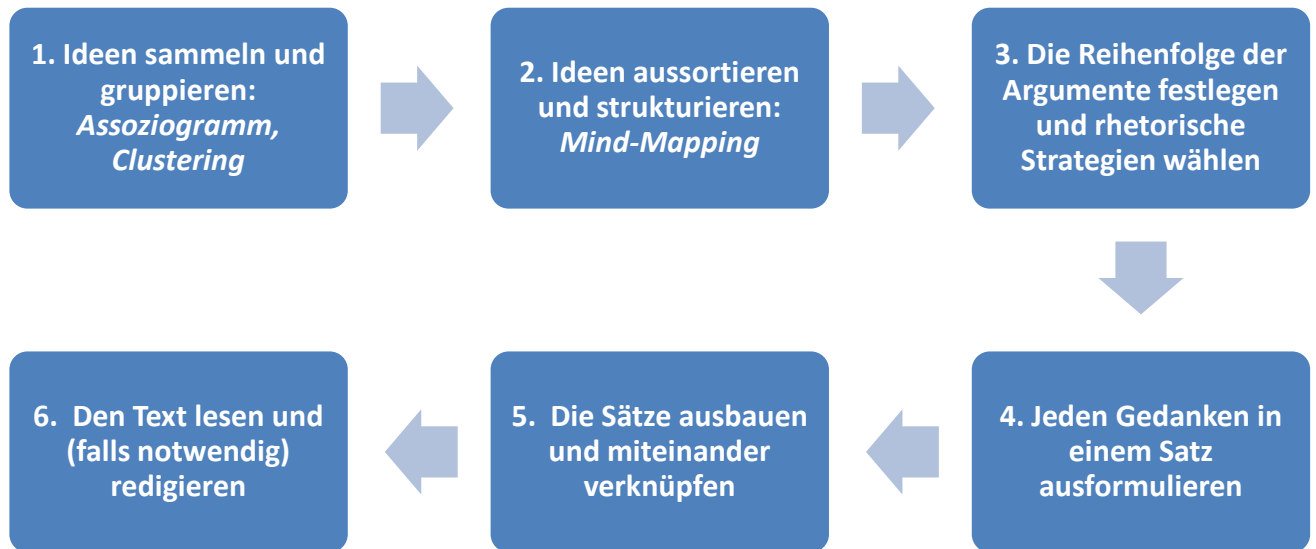 1. Ideen sammeln und
gruppieren:
Assoziogramm,
Clustering
2. Ideen aussortieren
und strukturieren:
Mind-Mapping
3. Die Reihenfolge der
Argumente festlegen
und rhetorische
Strategien wählen
4. Jeden Gedanken in
einem Satz
ausformulieren
5. Die Sätze ausbauen
und miteinander
verknüpfen
6. Den Text lesen und
(falls notwendig)
redigieren